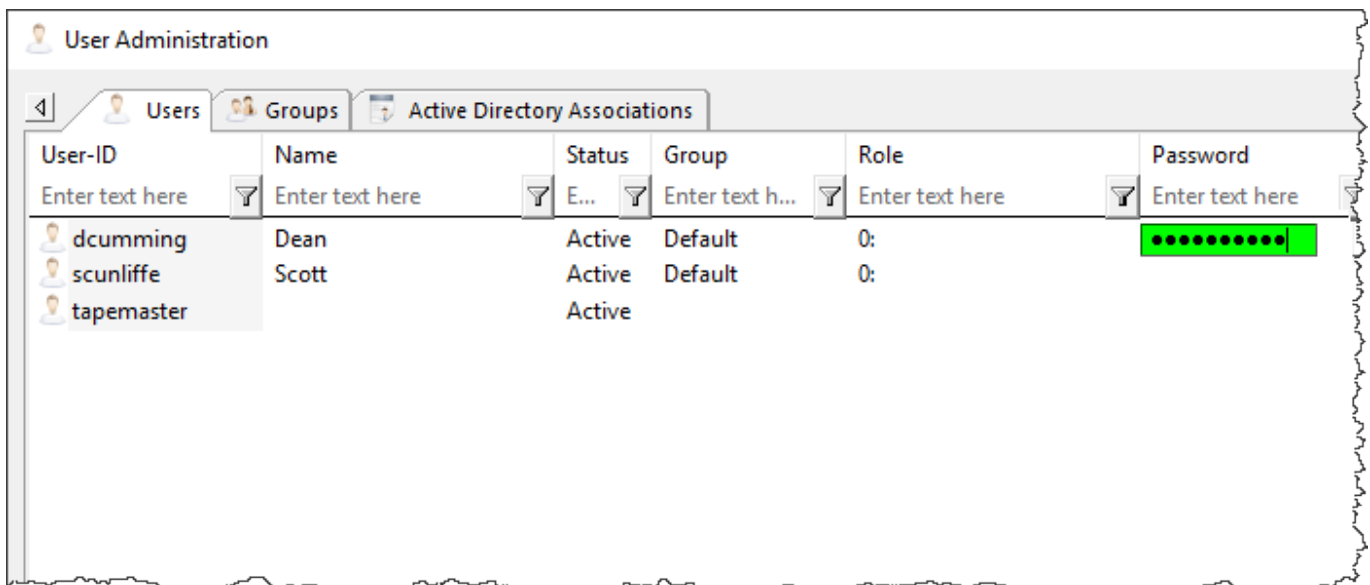 User Administration
Users Groups Active Directory Associations
User-ID Name Status Group Role Password
Enter text here Enter text here E... Enter text h... Enter text here Enter text here
dcumming Dean Active Default 0: ●●●●●●●●●●
scunliffe Scott Active Default 0:
tapemaster Active